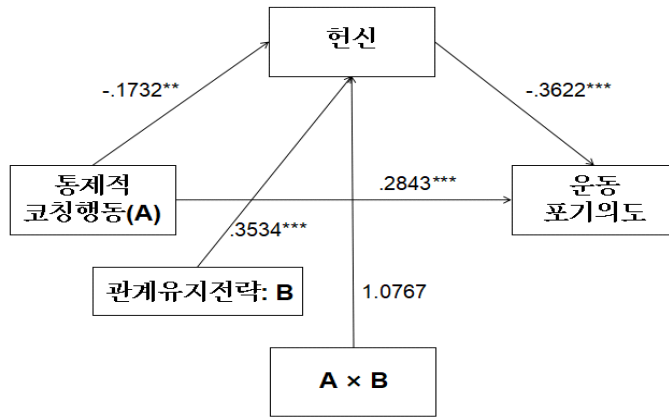 헌신
-.1732**
-.3622***
통제적
코칭행동(A)
.2843***
운동
포기의도
.3534***
관계유지전략: B
1.0767
A × B